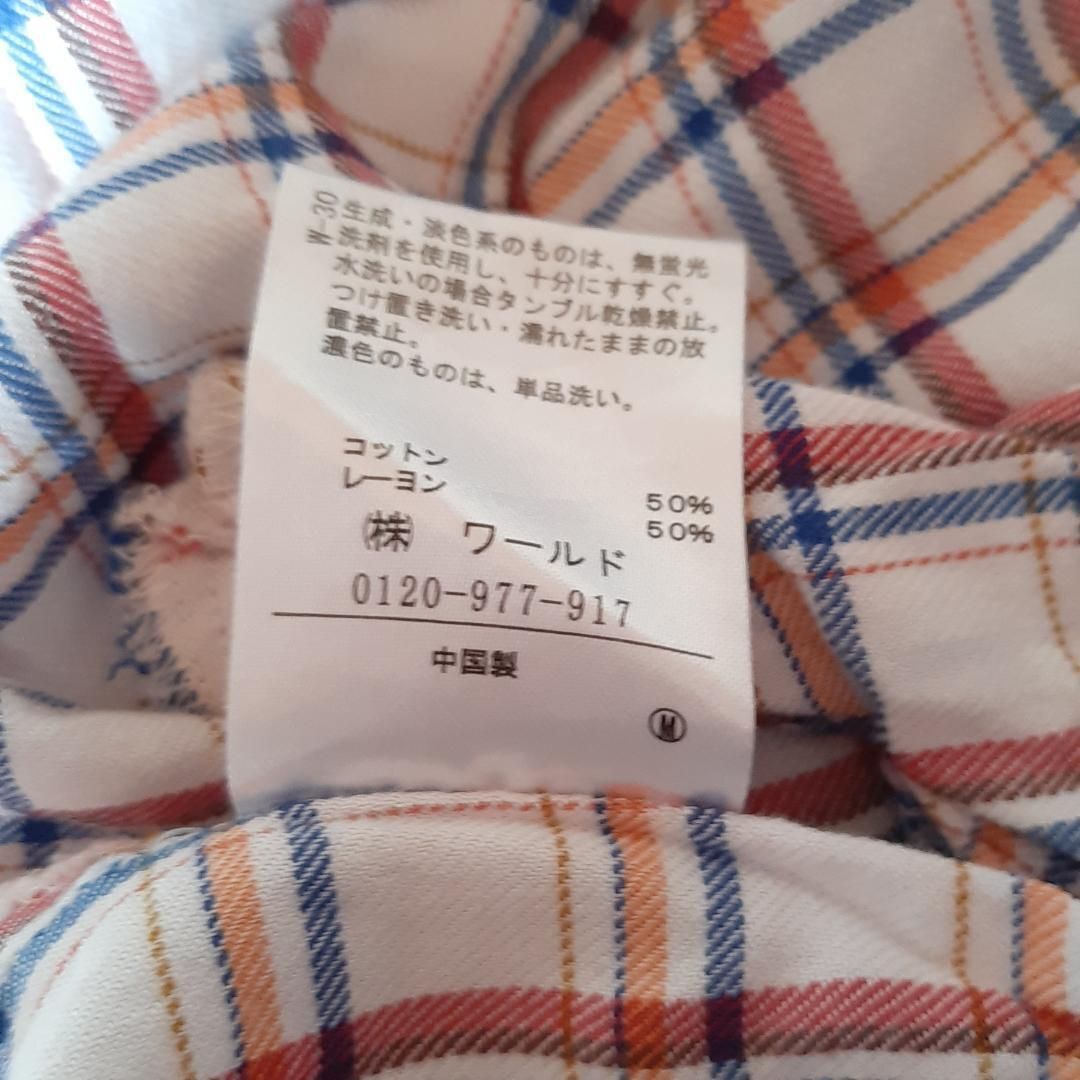 W-30
生成・淡色系のものは、無蛍光
洗剤を使用し、十分にすすぐ。
水洗いの場合タンブル乾燥禁止。
つけ置き洗い・濡れたままの放
置禁止。
濃色のものは、単品洗い。
コットン 50%
レーヨン 50%
㈱ ワールド
0120-977-917
中国製
Ⓜ